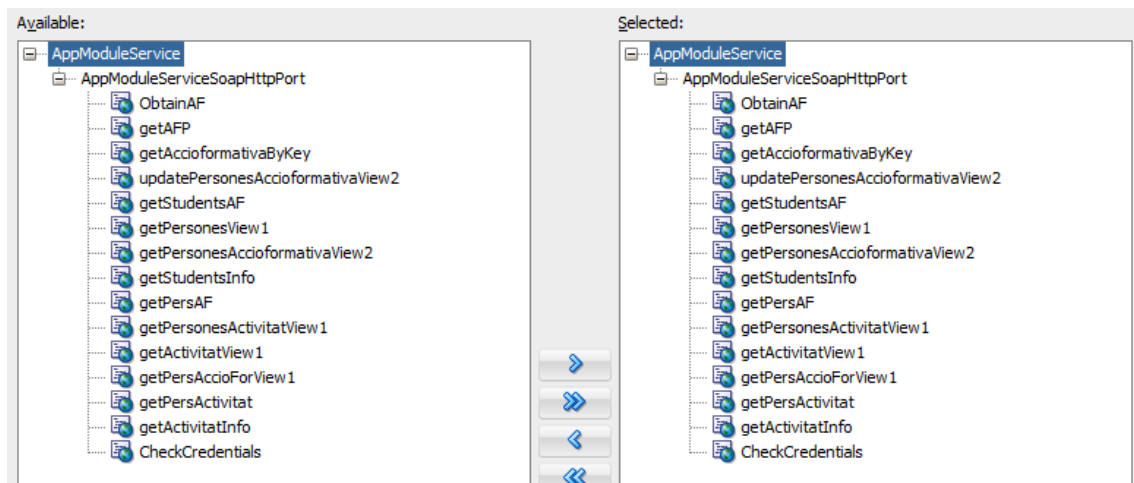 Available:
AppModuleService
AppModuleServiceSoapHttpPort
ObtainAF
getAFP
getAccioformativaByKey
updatePersonesAccioformativaView2
getStudentsAF
getPersonesView1
getPersonesAccioformativaView2
getStudentsInfo
getPersAF
getPersonesActivitatView1
getActivitatView1
getPersAccioForView1
getPersActivitat
getActivitatInfo
CheckCredentials
Selected:
AppModuleService
AppModuleServiceSoapHttpPort
ObtainAF
getAFP
getAccioformativaByKey
updatePersonesAccioformativaView2
getStudentsAF
getPersonesView1
getPersonesAccioformativaView2
getStudentsInfo
getPersAF
getPersonesActivitatView1
getActivitatView1
getPersAccioForView1
getPersActivitat
getActivitatInfo
CheckCredentials